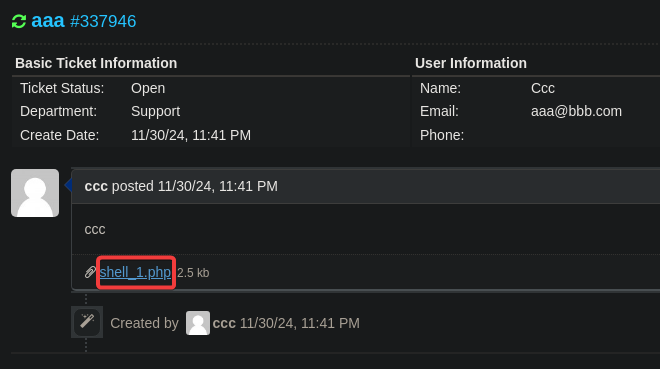 aaa #337946
Basic Ticket Information
User Information
Ticket Status: Open
Name: Ccc
Department: Support
Email: aaa@bbb.com
Create Date: 11/30/24, 11:41 PM
Phone:
ccc posted 11/30/24, 11:41 PM
ccc
shell_1.php 2.5 kb
Created by ccc 11/30/24, 11:41 PM